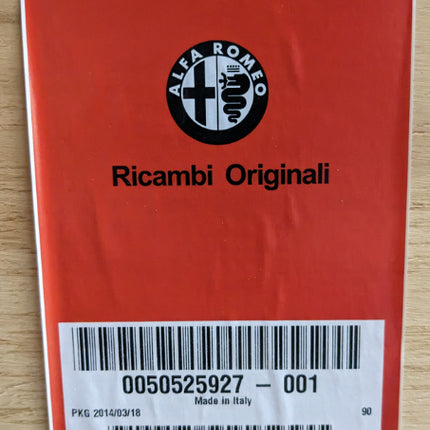 ALFA ROMEO
Ricambi Originali
0050525927 - 001
Made in Italy
PKG 2014/03/18 90